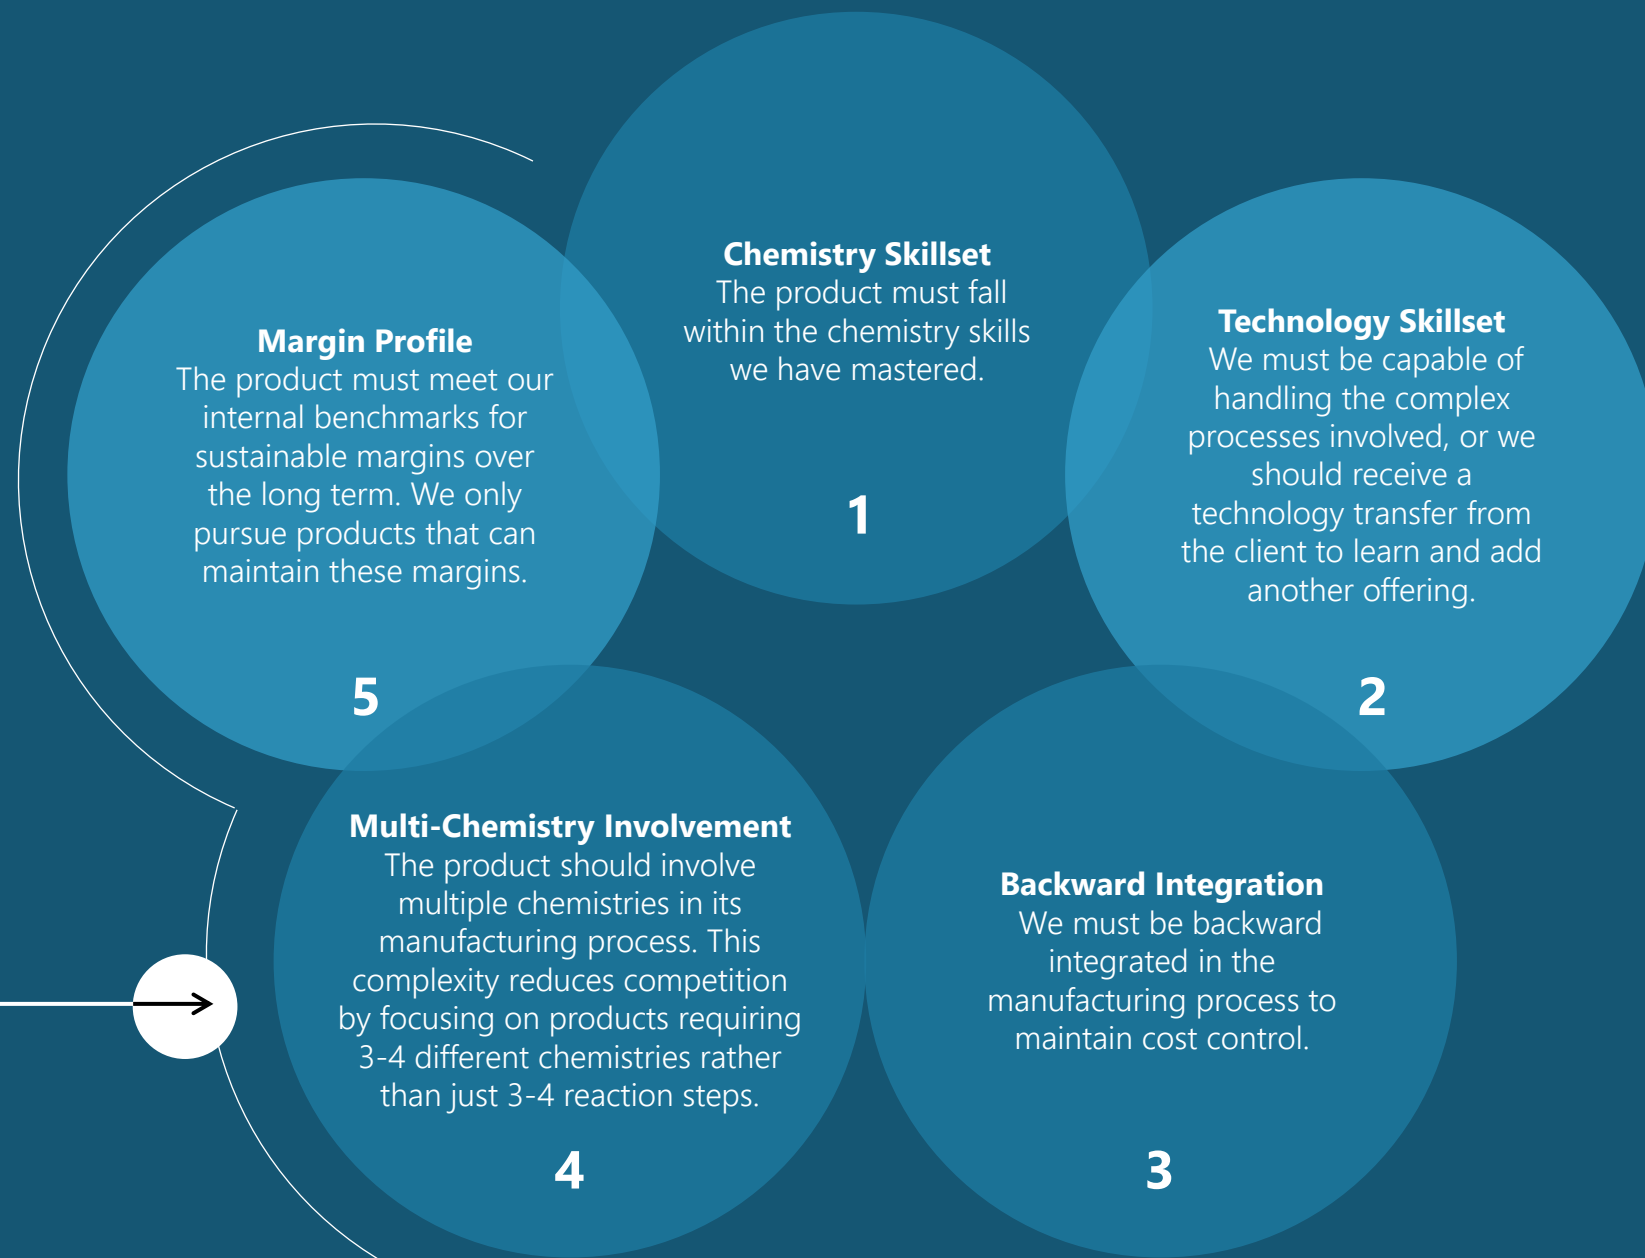 Chemistry Skillset
The product must fall
within the chemistry skills
we have mastered.
1
Technology Skillset
We must be capable of
handling the complex
processes involved, or we
should receive a
technology transfer from
the client to learn and add
another offering.
2
Backward Integration
We must be backward
integrated in the
manufacturing process to
maintain cost control.
3
Multi-Chemistry Involvement
The product should involve
multiple chemistries in its
manufacturing process. This
complexity reduces competition
by focusing on products requiring
3-4 different chemistries rather
than just 3-4 reaction steps.
4
Margin Profile
The product must meet our
internal benchmarks for
sustainable margins over
the long term. We only
pursue products that can
maintain these margins.
5